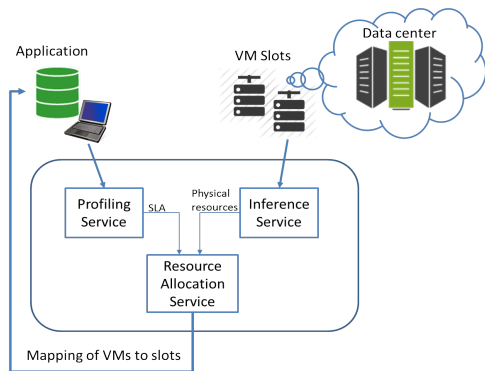 Application
VM Slots
Data center
Profiling
Service
SLA
Physical
resources
Inference
Service
Resource
Allocation
Service
Mapping of VMs to slots